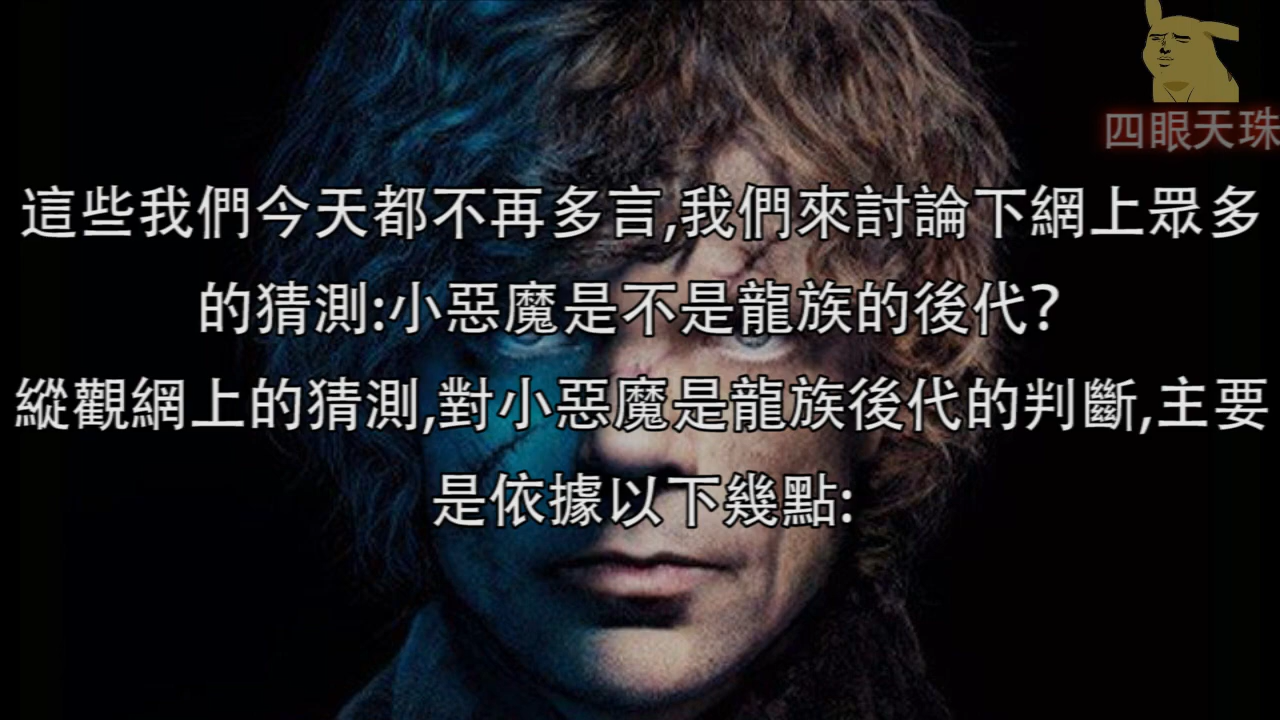 四眼天珠
這些我們今天都不再多言,我們來討論下網上眾多
的猜測:小惡魔是不是龍族的後代?
縱觀網上的猜測,對小惡魔是龍族後代的判斷,主要
是依據以下幾點: